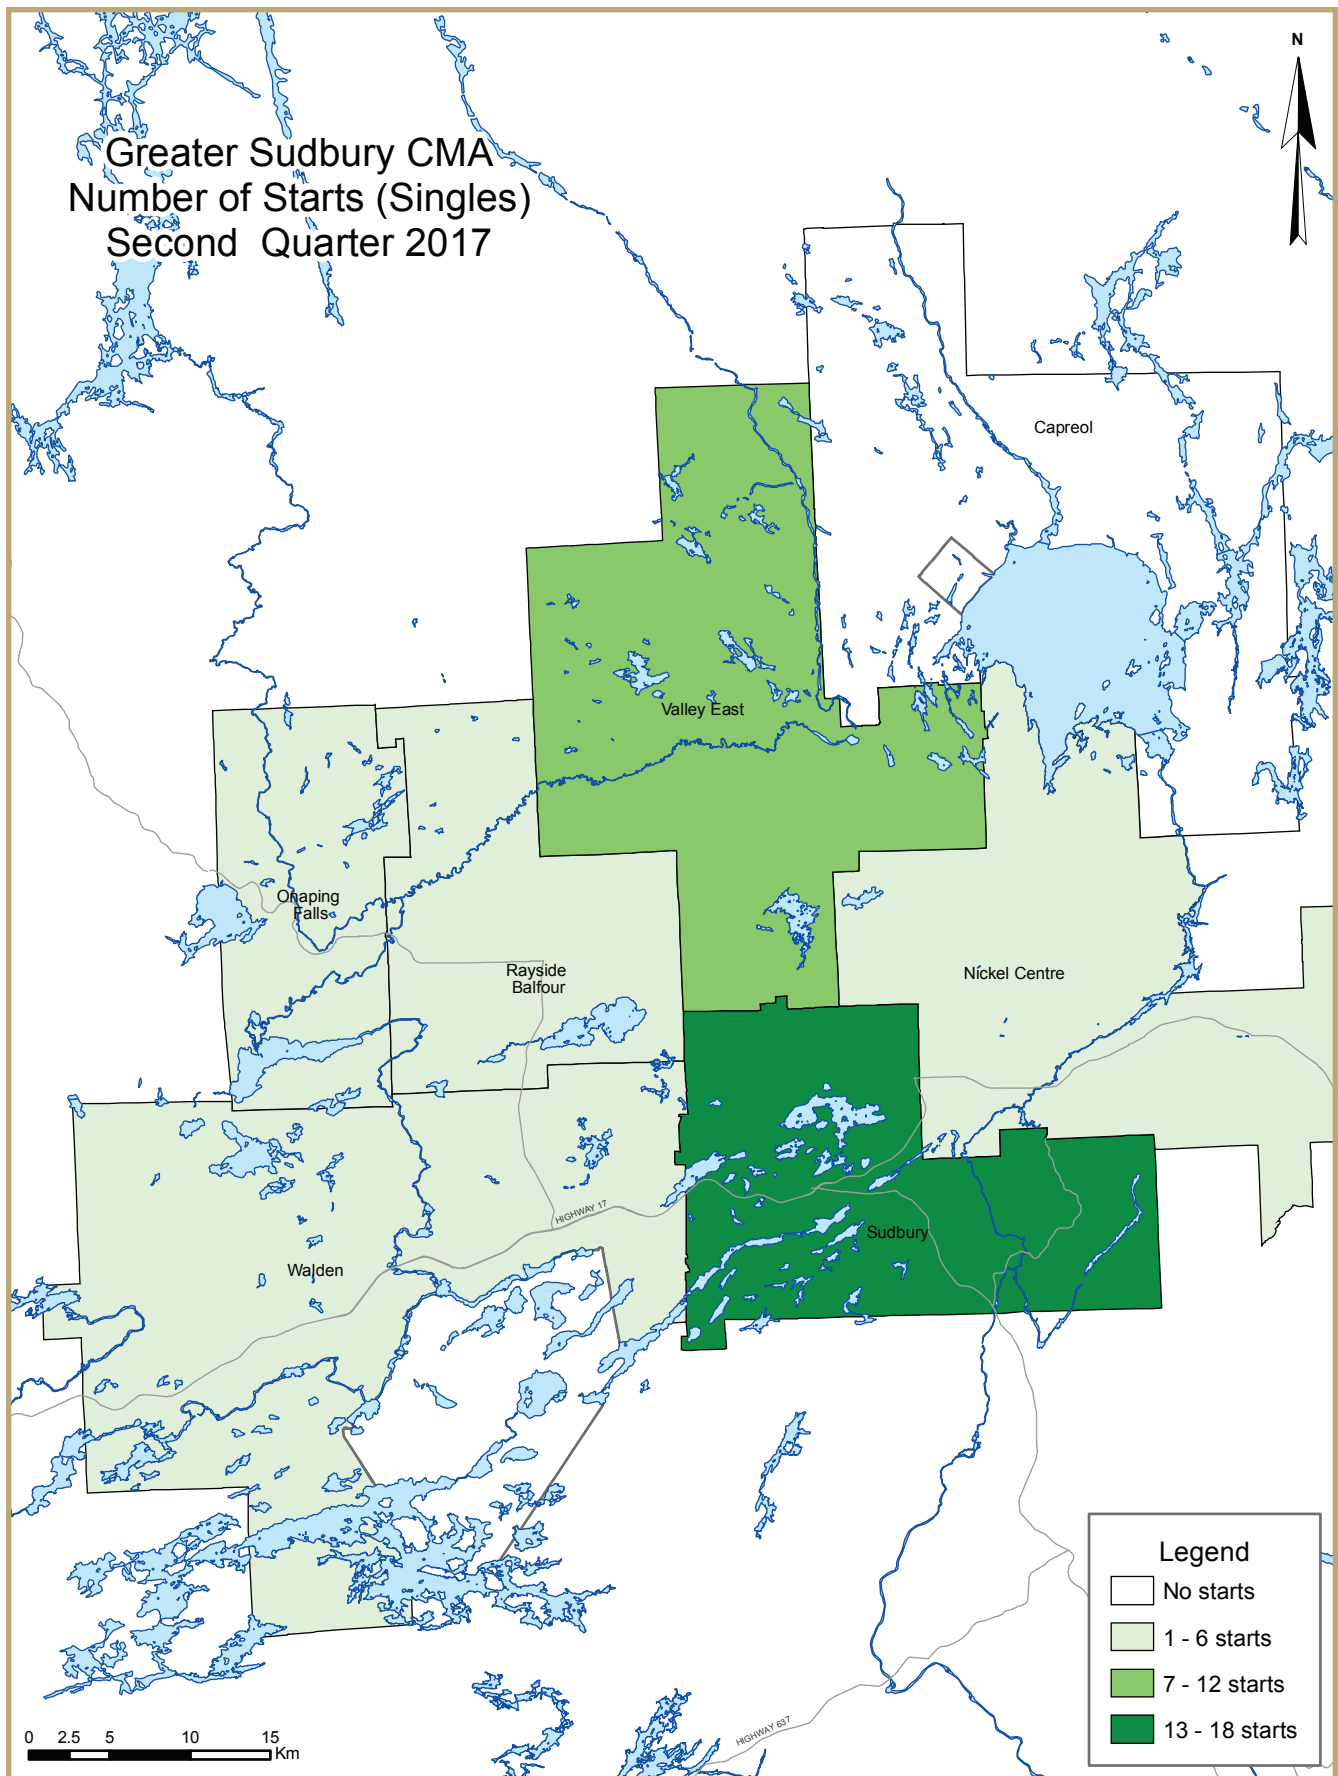 N
Greater Sudbury CMA
Number of Starts (Singles)
Second Quarter 2017
Capreol
Valley East
Onaping
Falls
Rayside
Balfour
Nickel Centre
HIGHWAY 17
Sudbury
Walden
HIGHWAY 637
Legend
No starts
1 - 6 starts
7 - 12 starts
13 - 18 starts
0 2.5 5 10 15
Km